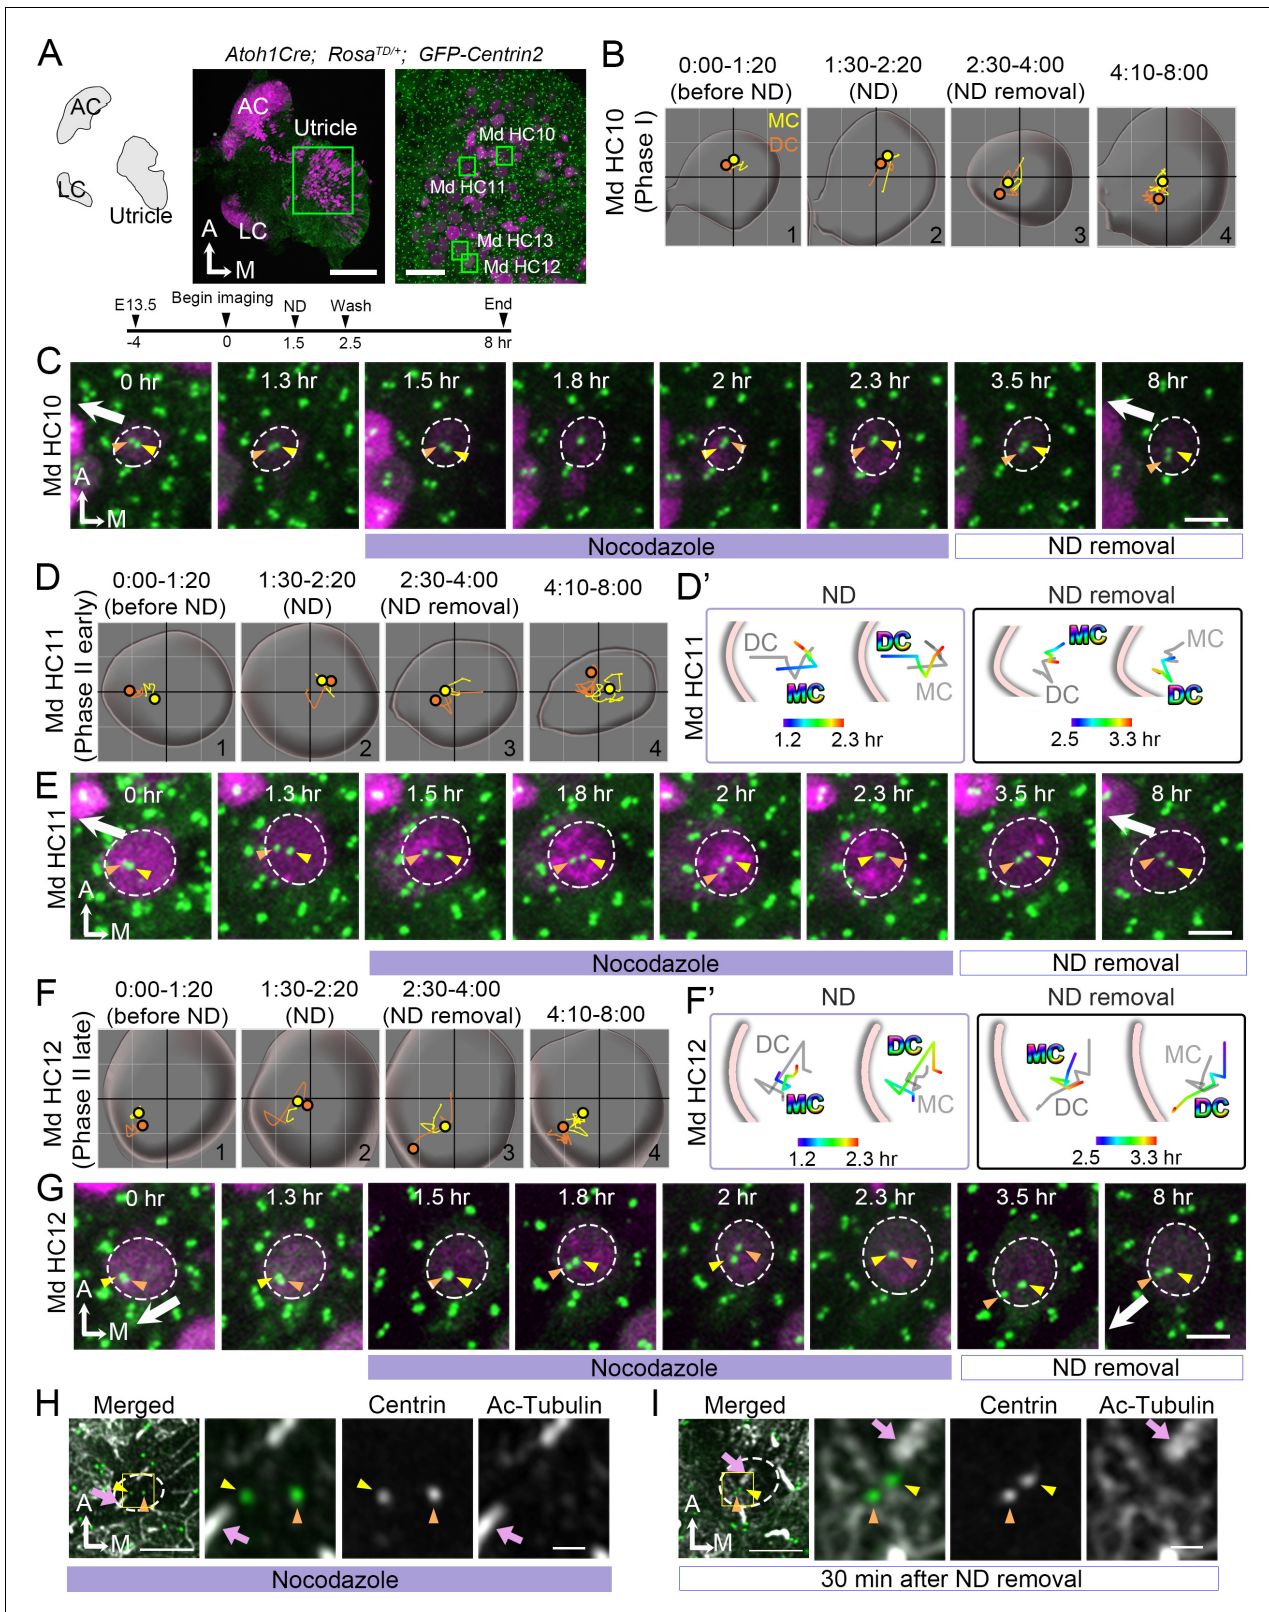 A
Atoh1Cre; Rosa^TD/+; GFP-Centrin2
AC
LC
Utricle
AC
Utricle
LC
A
M
Md HC10
Md HC11
Md HC13
Md HC12
E13.5
Begin imaging
ND
Wash
End
-4
0
1.5
2.5
8 hr
B
0:00-1:20
(before ND)
1:30-2:20
(ND)
2:30-4:00
(ND removal)
4:10-8:00
Md HC10
(Phase I)
MC
DC
1
2
3
4
C
Md HC10
0 hr
1.3 hr
1.5 hr
1.8 hr
2 hr
2.3 hr
3.5 hr
8 hr
A
M
Nocodazole
ND removal
D
0:00-1:20
(before ND)
1:30-2:20
(ND)
2:30-4:00
(ND removal)
4:10-8:00
Md HC11
(Phase II early)
1
2
3
4
D’
ND
ND removal
Md HC11
DC
MC
DC
MC
1.2
2.3 hr
MC
DC
MC
DC
2.5
3.3 hr
E
Md HC11
0 hr
1.3 hr
1.5 hr
1.8 hr
2 hr
2.3 hr
3.5 hr
8 hr
A
M
Nocodazole
ND removal
F
0:00-1:20
(before ND)
1:30-2:20
(ND)
2:30-4:00
(ND removal)
4:10-8:00
Md HC12
(Phase II late)
1
2
3
4
F’
ND
ND removal
Md HC12
DC
MC
DC
MC
1.2
2.3 hr
MC
DC
MC
DC
2.5
3.3 hr
G
Md HC12
0 hr
1.3 hr
1.5 hr
1.8 hr
2 hr
2.3 hr
3.5 hr
8 hr
A
M
Nocodazole
ND removal
H
Merged
Centrin
Ac-Tubulin
A
M
Nocodazole
I
Merged
Centrin
Ac-Tubulin
A
M
30 min after ND removal